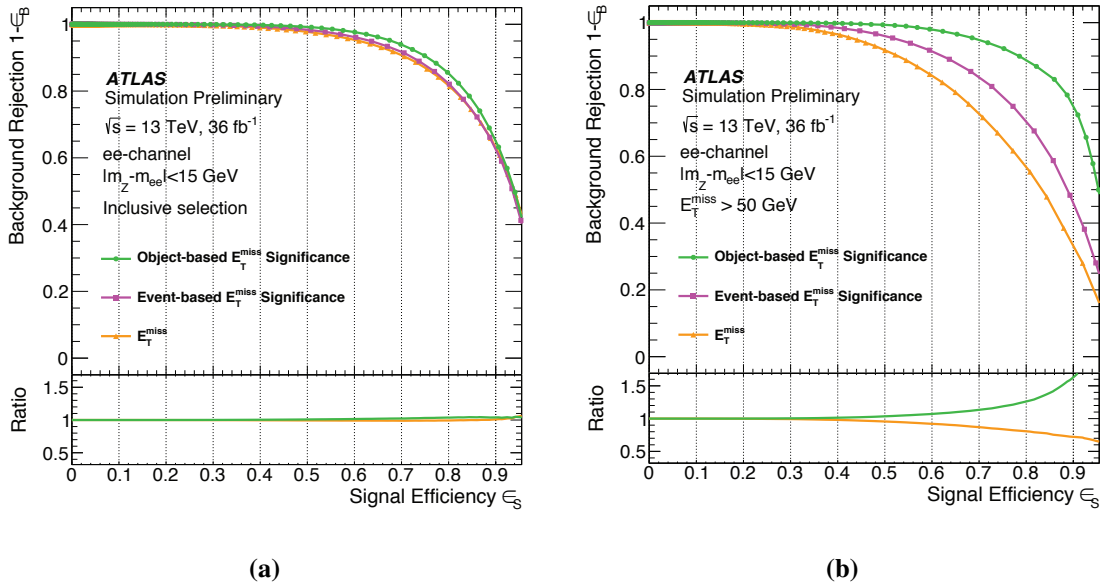 Background Rejection 1-∈B
1
0.8
0.6
0.4
0.2
0
ATLAS
Simulation Preliminary
√s = 13 TeV, 36 fb-1
ee-channel
|mZ-mee|<15 GeV
Inclusive selection
Object-based ETmiss Significance
Event-based ETmiss Significance
ETmiss
Ratio
1.5
1
0.5
0 0.1 0.2 0.3 0.4 0.5 0.6 0.7 0.8 0.9
Signal Efficiency ∈S
(a)
Background Rejection 1-∈B
1
0.8
0.6
0.4
0.2
0
ATLAS
Simulation Preliminary
√s = 13 TeV, 36 fb-1
ee-channel
|mZ-mee|<15 GeV
ETmiss > 50 GeV
Object-based ETmiss Significance
Event-based ETmiss Significance
ETmiss
Ratio
1.5
1
0.5
0 0.1 0.2 0.3 0.4 0.5 0.6 0.7 0.8 0.9
Signal Efficiency ∈S
(b)